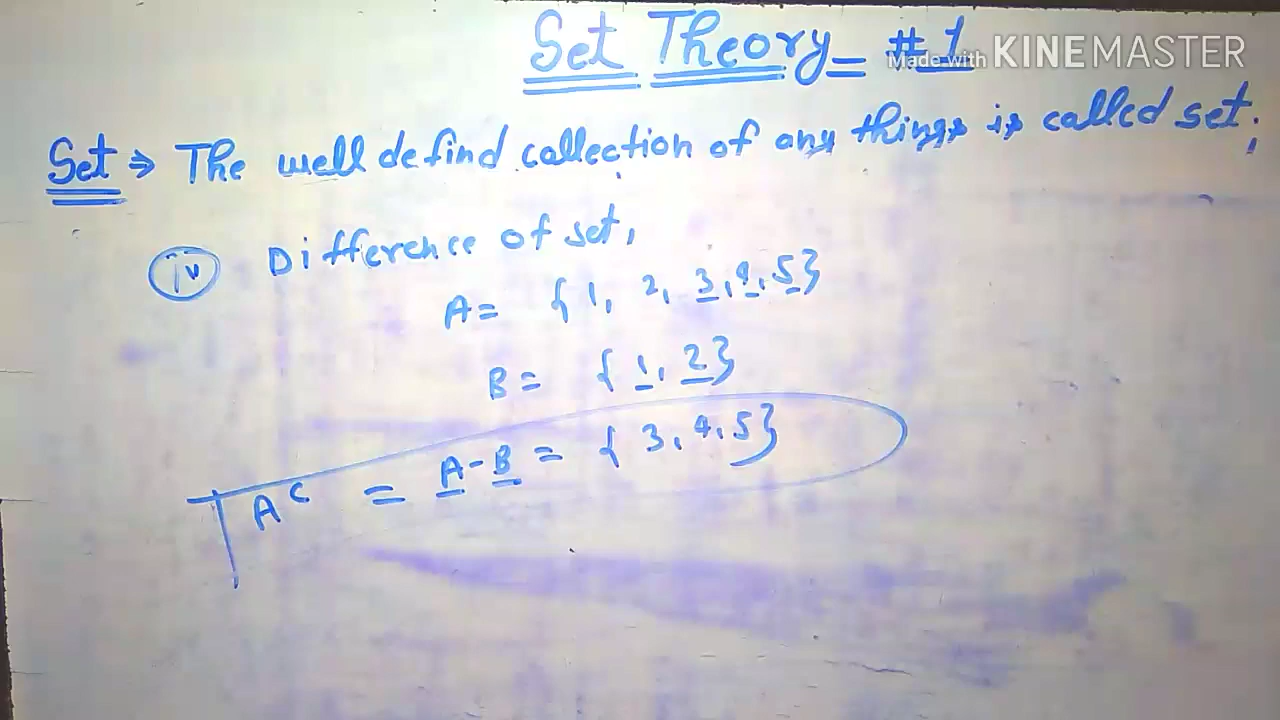 Set Theory = #1
Made with KINEMASTER
Set ⇒ The well defind collection of any things is called set.
iv Difference of set,
A = { 1, 2, 3, 4, 5 }
B = { 1, 2 }
A^c = A - B = { 3, 4, 5 }